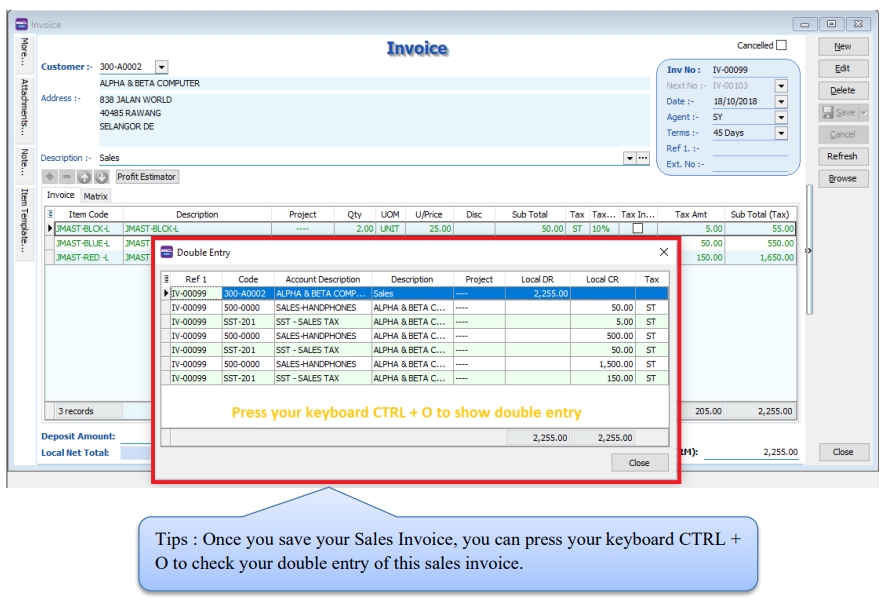 Invoice
More...
Attachments...
Note...
Item Template...
Invoice
Cancelled
Customer :- 300-A0002
ALPHA & BETA COMPUTER
Address :- 838 JALAN WORLD
40485 RAWANG
SELANGOR DE
Description :- Sales
Inv No : IV-00099
Next No :- IV-00103
Date :- 18/10/2018
Agent :- SY
Terms :- 45 Days
Ref 1. :-
Ext. No :-
New
Edit
Delete
Save
Cancel
Refresh
Browse
Profit Estimator
Invoice Matrix
Item Code Description Project Qty UOM U/Price Disc Sub Total Tax Tax... Tax In... Tax Amt Sub Total (Tax)
JMAST-BLCK-L JMAST-BLCK-L ---- 2.00 UNIT 25.00 50.00 ST 10% 5.00 55.00
JMAST-BLUE-L JMAST- 50.00 550.00
JMAST-RED -L JMAST- 150.00 1,650.00
Double Entry
Ref 1 Code Account Description Description Project Local DR Local CR Tax
IV-00099 300-A0002 ALPHA & BETA COMP... Sales ---- 2,255.00
IV-00099 500-0000 SALES-HANDPHONES ALPHA & BETA C... ---- 50.00 ST
IV-00099 SST-201 SST - SALES TAX ALPHA & BETA C... ---- 5.00 ST
IV-00099 500-0000 SALES-HANDPHONES ALPHA & BETA C... ---- 500.00 ST
IV-00099 SST-201 SST - SALES TAX ALPHA & BETA C... ---- 50.00 ST
IV-00099 500-0000 SALES-HANDPHONES ALPHA & BETA C... ---- 1,500.00 ST
IV-00099 SST-201 SST - SALES TAX ALPHA & BETA C... ---- 150.00 ST
Press your keyboard CTRL + O to show double entry
2,255.00 2,255.00
Close
3 records 205.00 2,255.00
Deposit Amount:
Local Net Total: RM): 2,255.00
Close
Tips : Once you save your Sales Invoice, you can press your keyboard CTRL +
O to check your double entry of this sales invoice.